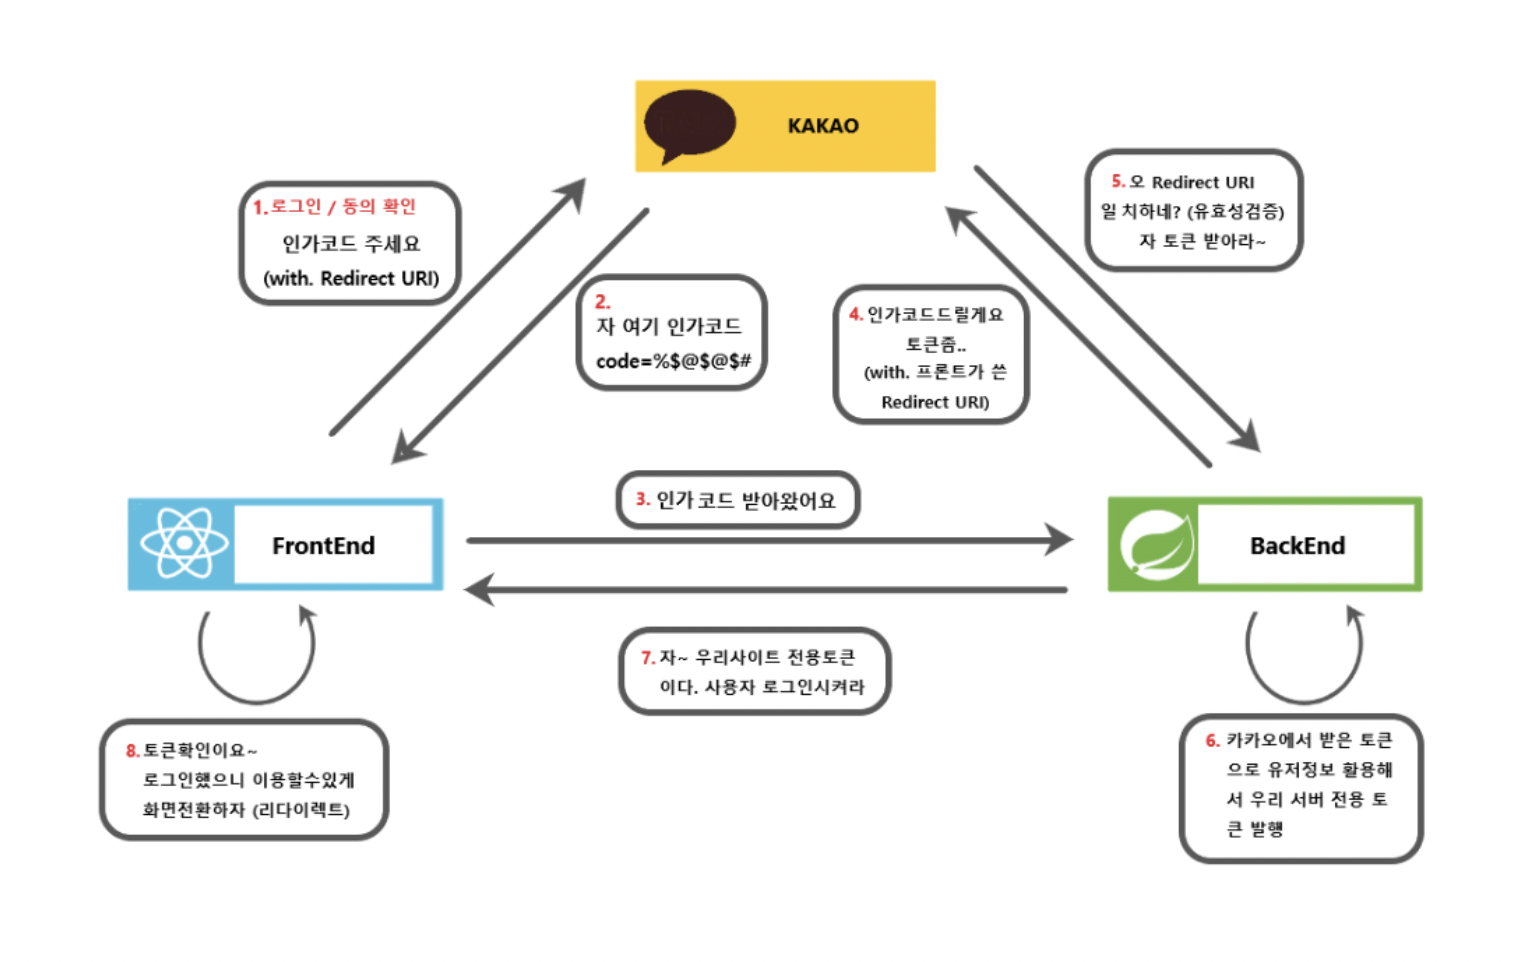 KAKAO
1.로그인 / 동의 확인
인가코드 주세요
(with. Redirect URI)
2.
자 여기 인가코드
code=%$@$@$#
3. 인가코드 받아왔어요
4. 인가코드드릴게요
토큰좀..
(with. 프론트가 쓴
Redirect URI)
5. 오 Redirect URI
일치하네? (유효성검증)
자 토큰 받아라~
FrontEnd
BackEnd
6. 카카오에서 받은 토큰
으로 유저정보 활용해
서 우리 서버 전용 토
큰 발행
7. 자~ 우리사이트 전용토큰
이다. 사용자 로그인시켜라
8. 토큰확인이요~
로그인했으니 이용할수있게
화면전환하자 (리다이렉트)